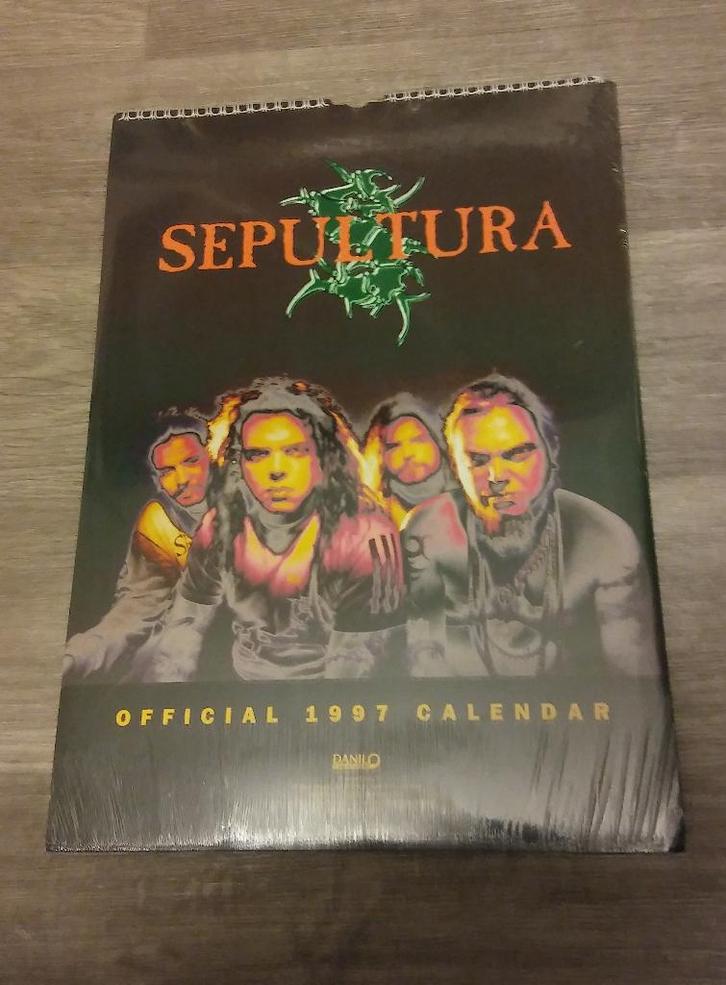 SEPULTURA
OFFICIAL 1997 CALENDAR
DANILO